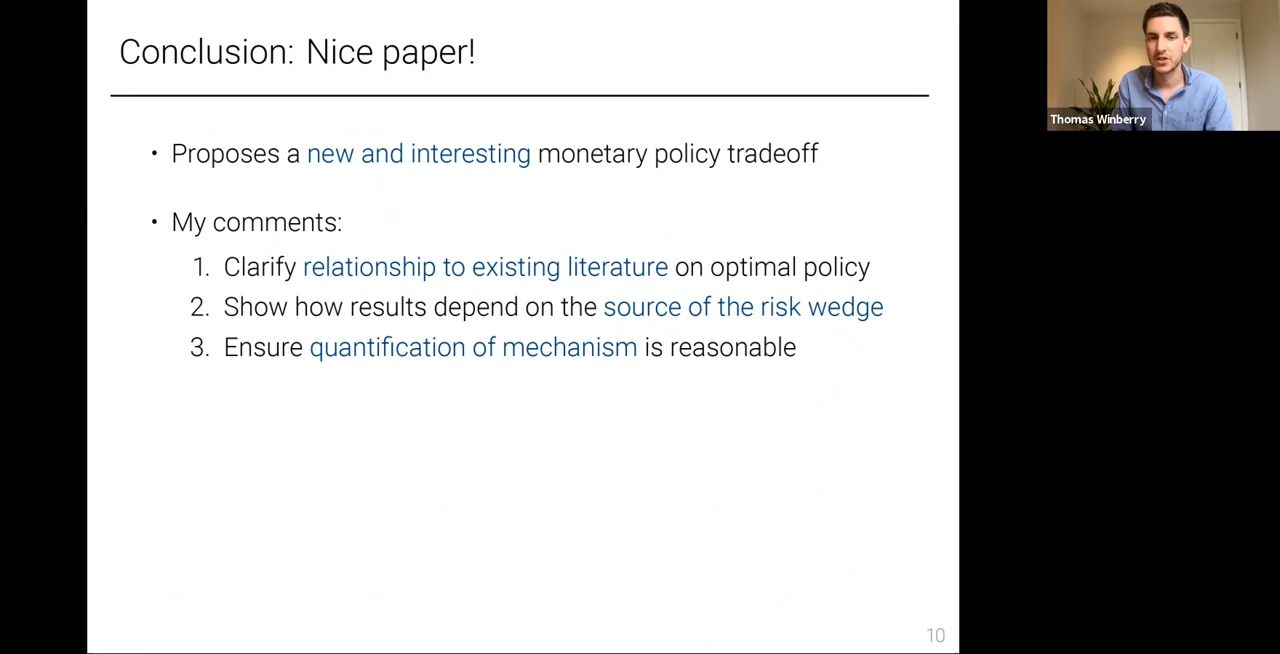 Conclusion: Nice paper!
• Proposes a new and interesting monetary policy tradeoff
• My comments:
1. Clarify relationship to existing literature on optimal policy
2. Show how results depend on the source of the risk wedge
3. Ensure quantification of mechanism is reasonable
10
Thomas Winberry